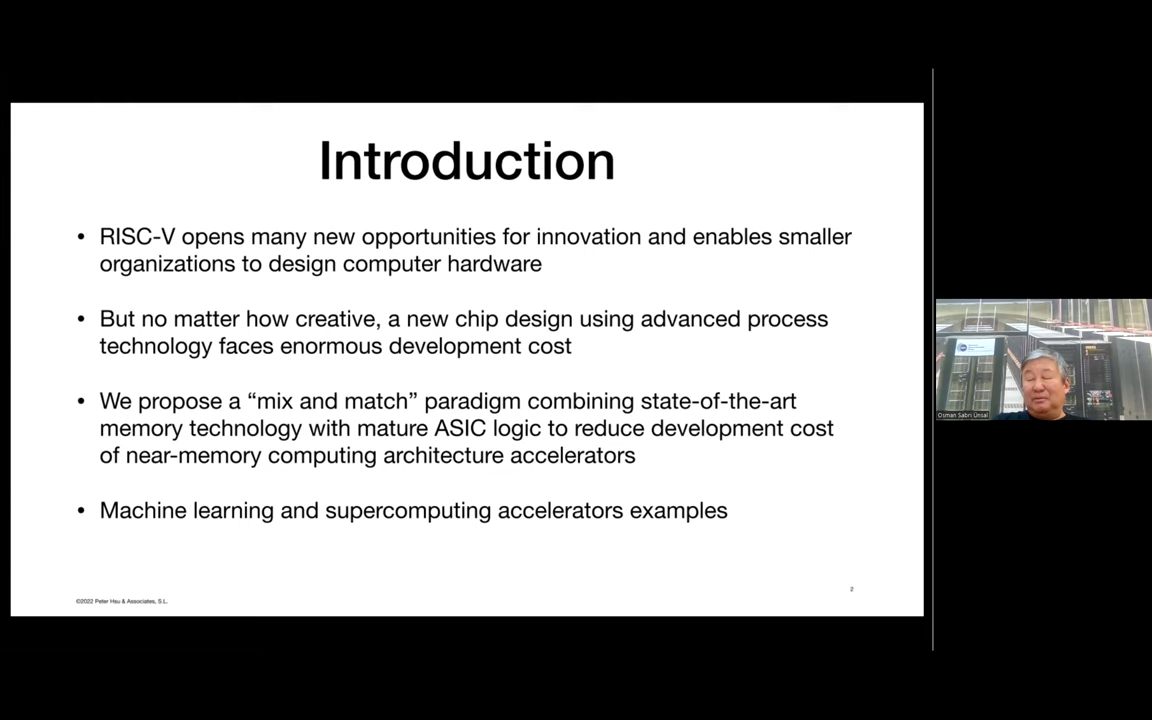 Introduction
• RISC-V opens many new opportunities for innovation and enables smaller
organizations to design computer hardware
• But no matter how creative, a new chip design using advanced process
technology faces enormous development cost
• We propose a “mix and match” paradigm combining state-of-the-art
memory technology with mature ASIC logic to reduce development cost
of near-memory computing architecture accelerators
• Machine learning and supercomputing accelerators examples
©2022 Peter Hsu & Associates, S.L.
2
Osman Sabri Ünsal